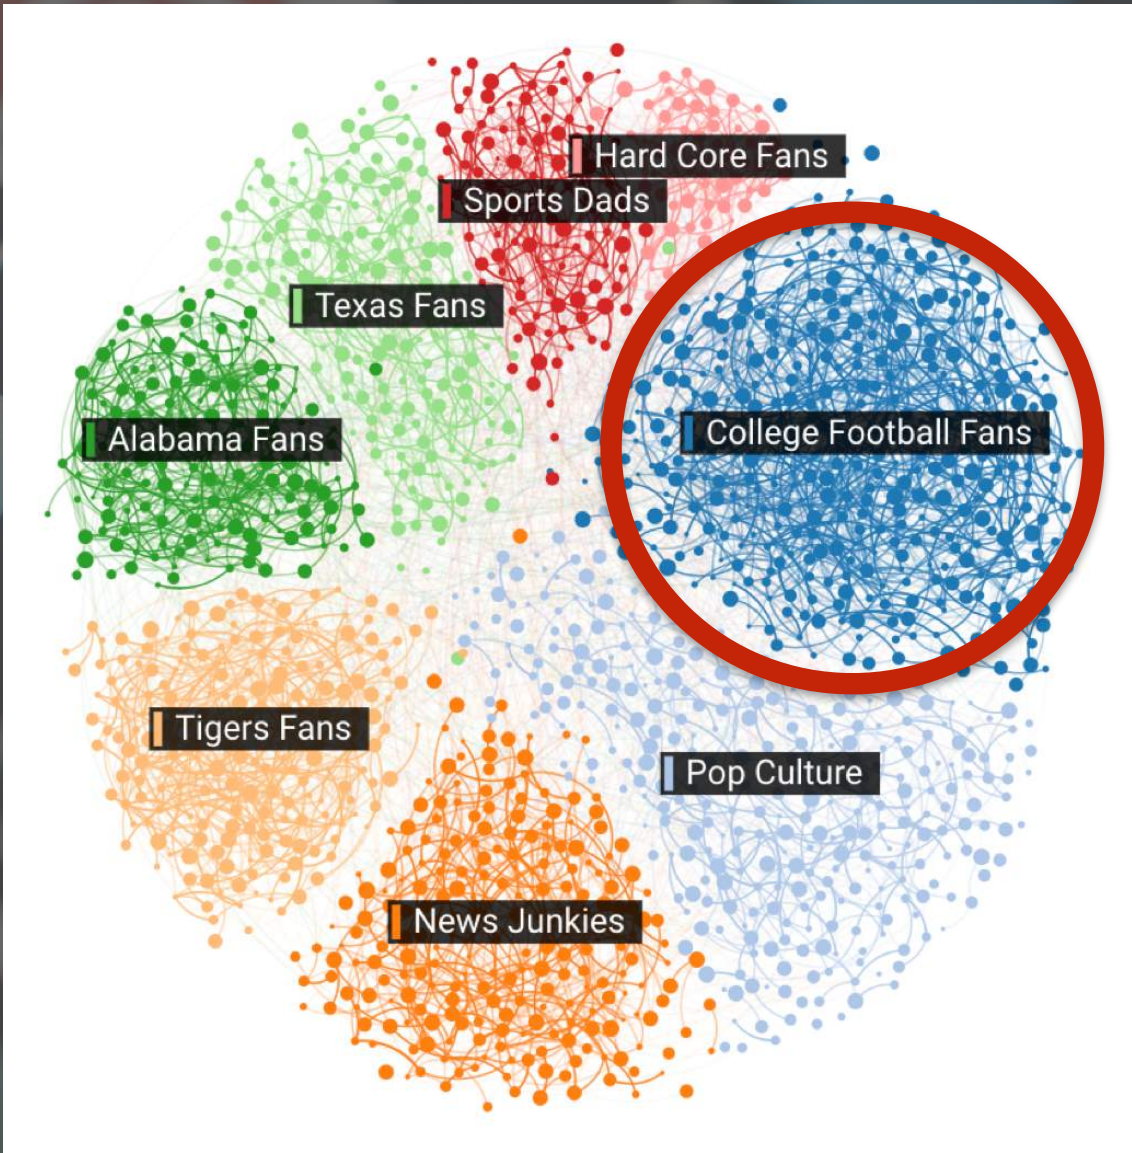 Hard Core Fans
Sports Dads
Texas Fans
College Football Fans
Alabama Fans
Tigers Fans
Pop Culture
News Junkies